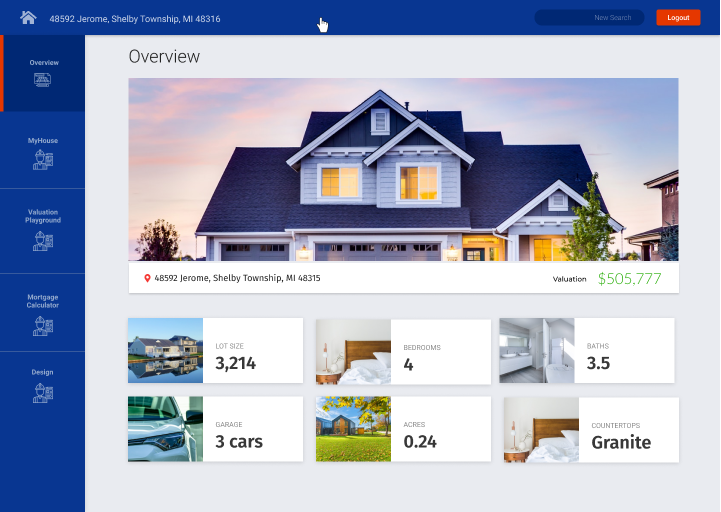 48592 Jerome, Shelby Township, MI 48316
New Search
Logout
Overview
MyHouse
Valuation
Playground
Mortgage
Calculator
Design
Overview
48592 Jerome, Shelby Township, MI 48315
Valuation
$505,777
LOT SIZE
3,214
BEDROOMS
4
BATHS
3.5
GARAGE
3 cars
ACRES
0.24
COUNTERTOPS
Granite